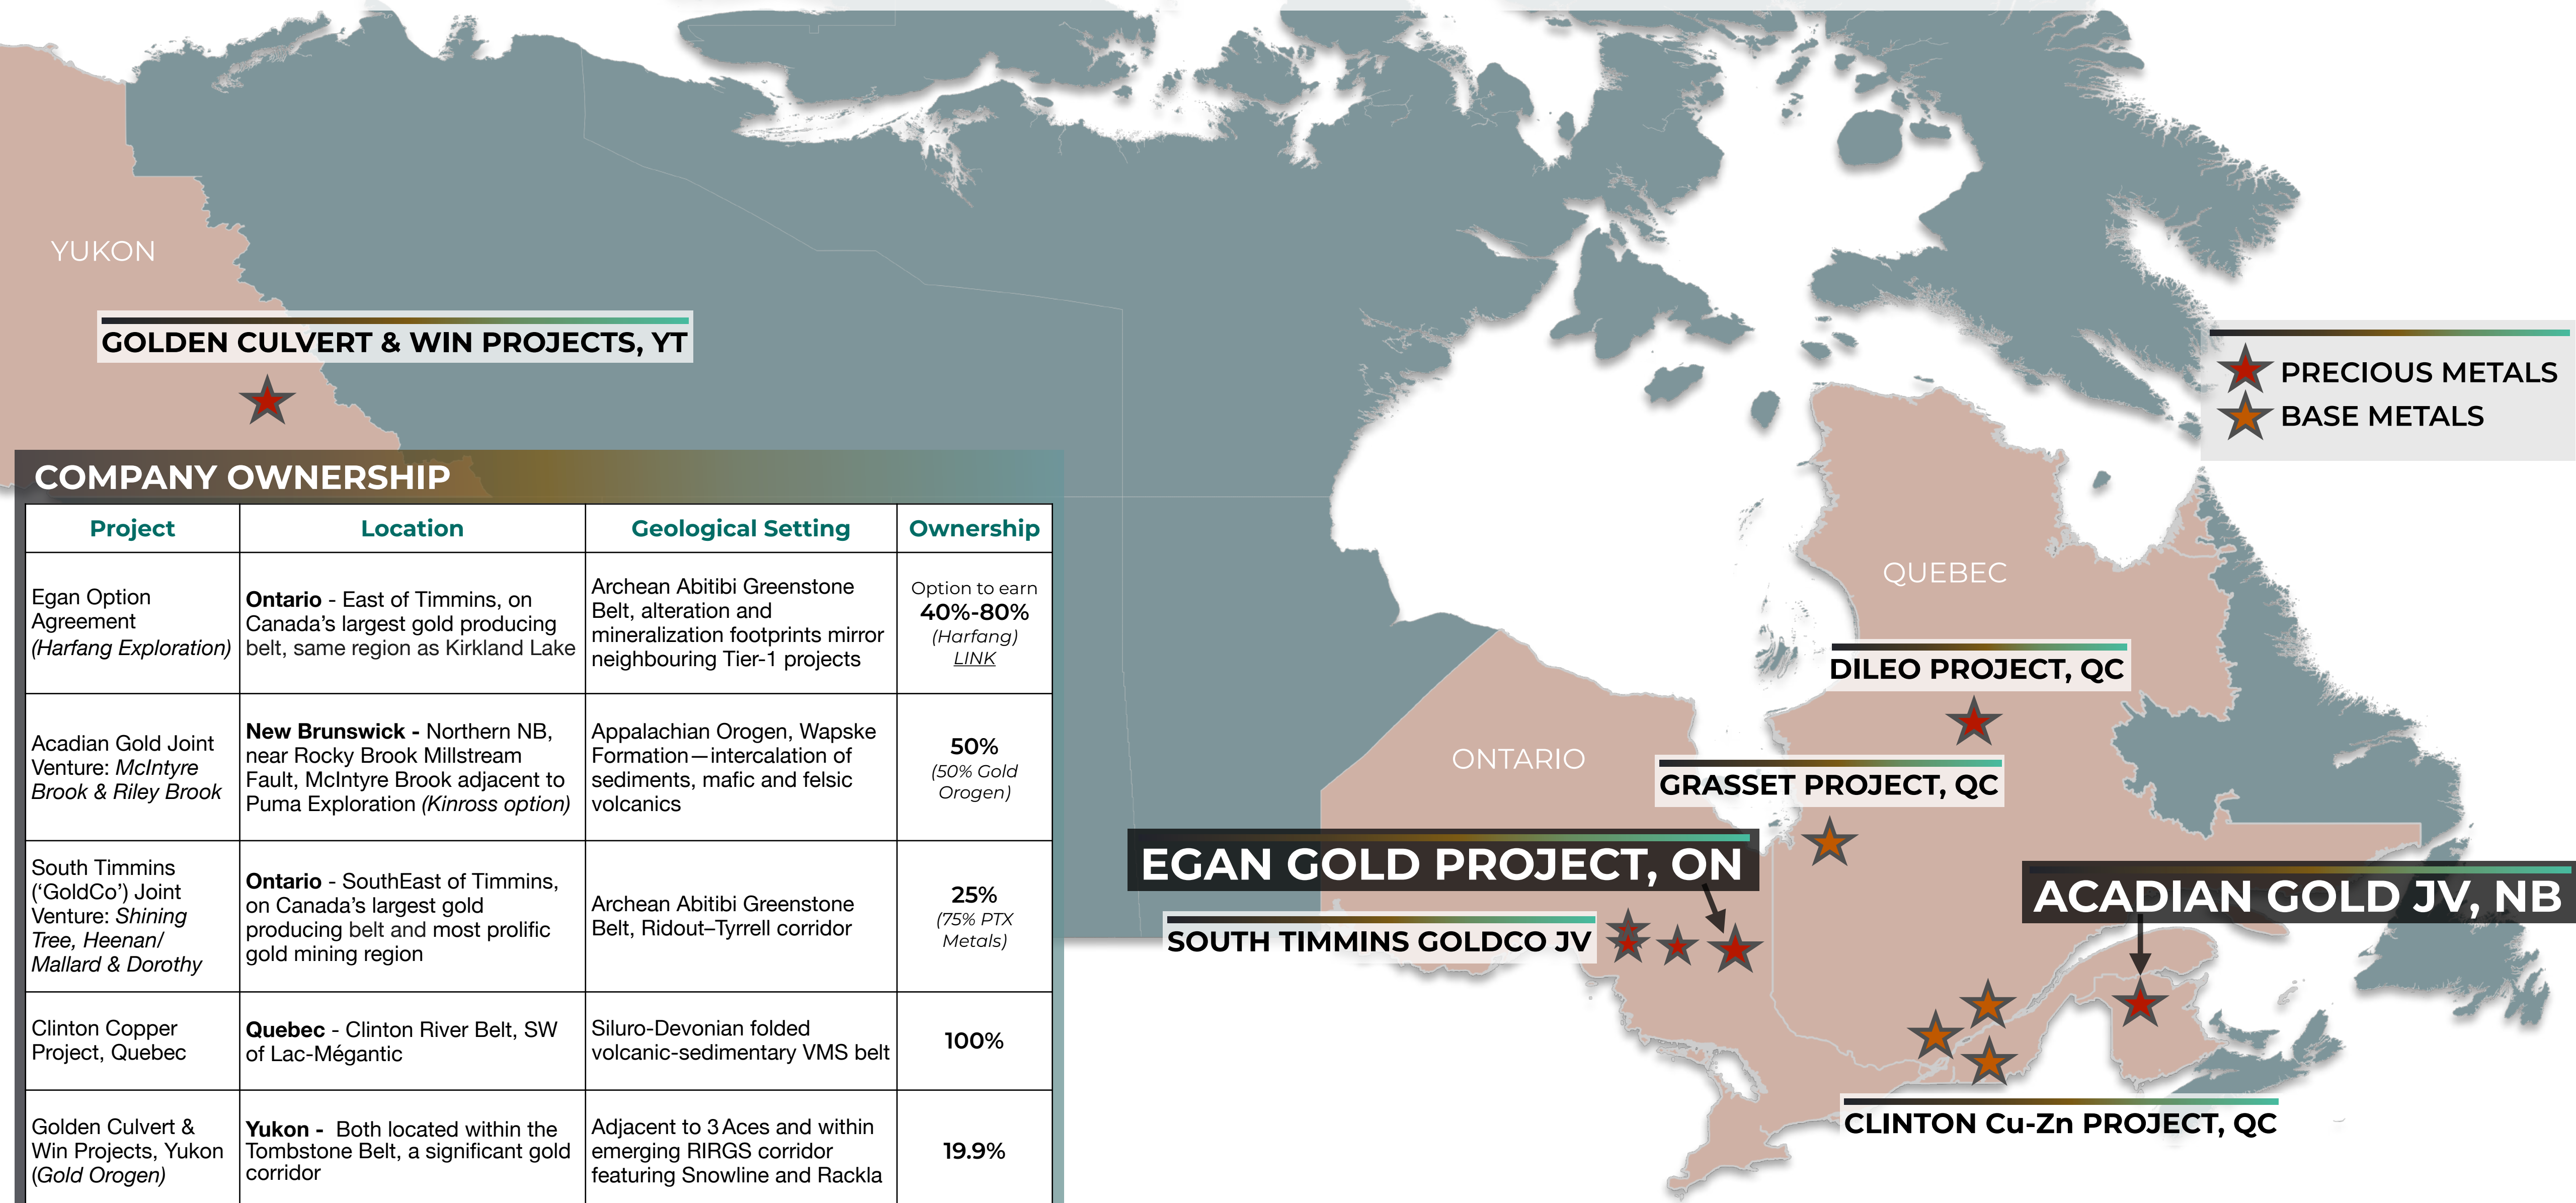 YUKON
GOLDEN CULVERT & WIN PROJECTS, YT
PRECIOUS METALS
BASE METALS
COMPANY OWNERSHIP
Project
Location
Geological Setting
Ownership
Egan Option
Agreement
(Harfang Exploration)
Ontario - East of Timmins, on
Canada’s largest gold producing
belt, same region as Kirkland Lake
Archean Abitibi Greenstone
Belt, alteration and
mineralization footprints mirror
neighbouring Tier-1 projects
Option to earn
40%-80%
(Harfang)
LINK
Acadian Gold Joint
Venture: McIntyre
Brook & Riley Brook
New Brunswick - Northern NB,
near Rocky Brook Millstream
Fault, McIntyre Brook adjacent to
Puma Exploration (Kinross option)
Appalachian Orogen, Wapske
Formation—intercalation of
sediments, mafic and felsic
volcanics
50%
(50% Gold
Orogen)
South Timmins
(‘GoldCo’) Joint
Venture: Shining
Tree, Heenan/
Mallard & Dorothy
Ontario - SouthEast of Timmins,
on Canada’s largest gold
producing belt and most prolific
gold mining region
Archean Abitibi Greenstone
Belt, Ridout–Tyrrell corridor
25%
(75% PTX
Metals)
Clinton Copper
Project, Quebec
Quebec - Clinton River Belt, SW
of Lac-Mégantic
Siluro-Devonian folded
volcanic-sedimentary VMS belt
100%
Golden Culvert &
Win Projects, Yukon
(Gold Orogen)
Yukon - Both located within the
Tombstone Belt, a significant gold
corridor
Adjacent to 3 Aces and within
emerging RIRGS corridor
featuring Snowline and Rackla
19.9%
QUEBEC
DILEO PROJECT, QC
ONTARIO
GRASSET PROJECT, QC
EGAN GOLD PROJECT, ON
ACADIAN GOLD JV, NB
SOUTH TIMMINS GOLDCO JV
CLINTON Cu-Zn PROJECT, QC